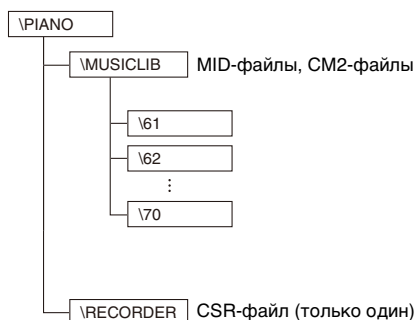 \PIANO
\MUSICLIB MID-файлы, CM2-файлы
\61
\62
⋮
\70
\RECORDER CSR-файл (только один)